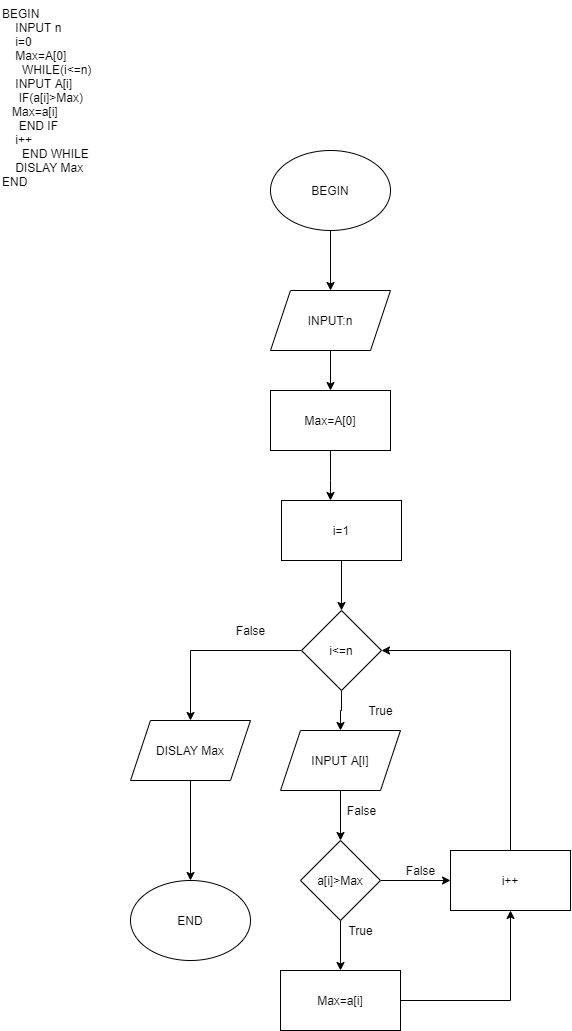 BEGIN
INPUT n
i=0
Max=A[0]
WHILE(i<=n)
INPUT A[i]
IF(a[i]>Max)
Max=a[i]
END IF
i++
END WHILE
DISLAY Max
END
BEGIN
INPUT:n
Max=A[0]
i=1
False
i<=n
True
DISLAY Max
INPUT A[I]
False
a[i]>Max
False
i++
END
True
Max=a[i]